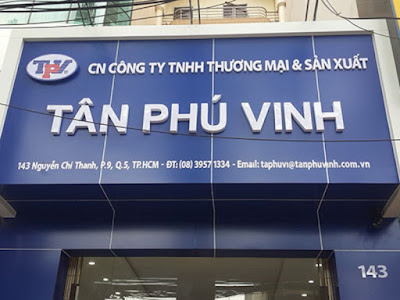 TPV CN CÔNG TY TNHH THƯƠNG MẠI & SẢN XUẤT
TÂN PHÚ VINH
143 Nguyễn Chí Thanh, P.9, Q.5, TP.HCM - ĐT: (08) 3957 1334 - Email: taphuvi@tanphuvinh.com.vn
143